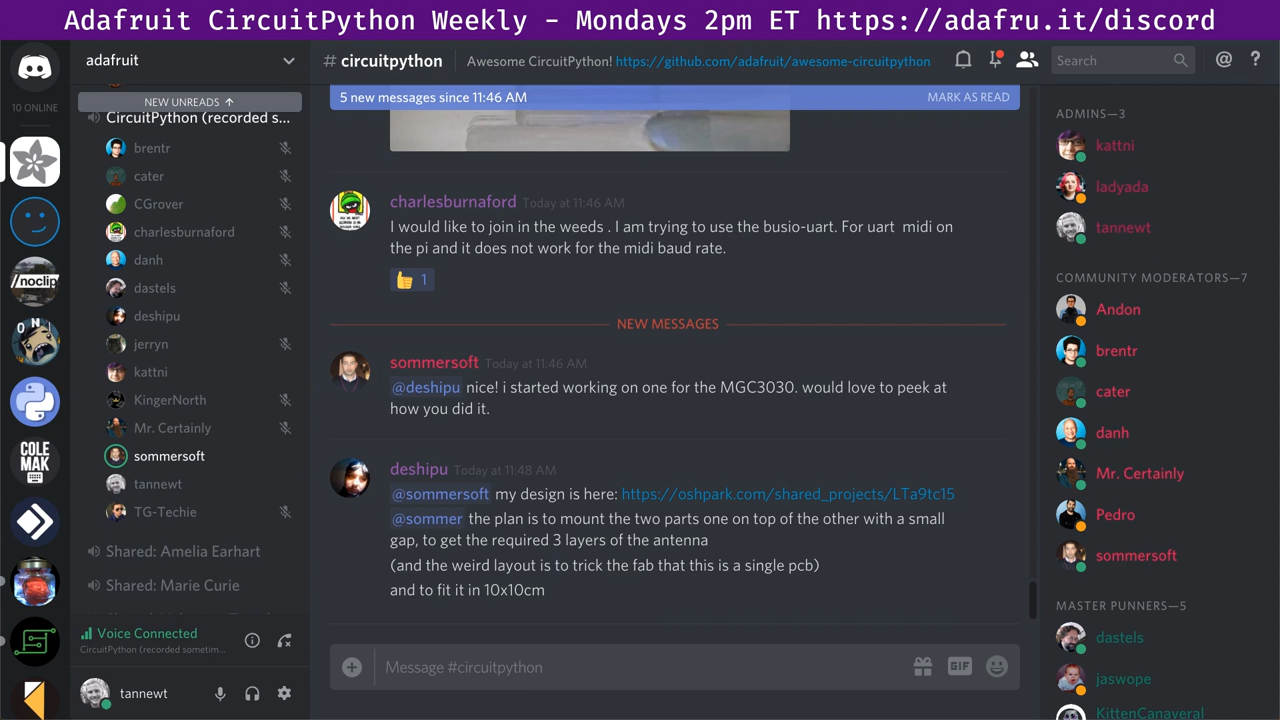 Adafruit CircuitPython Weekly - Mondays 2pm ET https://adafru.it/discord
adafruit
# circuitpython
Awesome CircuitPython! https://github.com/adafruit/awesome-circuitpython
Search
@ ?
10 ONLINE
/noclip
COLE
MAK
NEW UNREADS ↑
CircuitPython (recorded s...
brentr
cater
CGrover
charlesburnaford
danh
dastels
deshipu
jerryn
kattni
KingerNorth
Mr. Certainly
sommersoft
tannewt
TG-Techie
Shared: Amelia Earhart
Shared: Marie Curie
Voice Connected
CircuitPython (recorded sometim...
tannewt
5 new messages since 11:46 AM
MARK AS READ
charlesburnaford Today at 11:46 AM
I would like to join in the weeds . I am trying to use the busio-uart. For uart  midi on
the pi and it does not work for the midi baud rate.
1
NEW MESSAGES
sommersoft Today at 11:46 AM
@deshipu nice! i started working on one for the MGC3030. would love to peek at
how you did it.
deshipu Today at 11:48 AM
@sommersoft my design is here: https://oshpark.com/shared_projects/LTa9tc15
@sommer the plan is to mount the two parts one on top of the other with a small
gap, to get the required 3 layers of the antenna
(and the weird layout is to trick the fab that this is a single pcb)
and to fit it in 10x10cm
Message #circuitpython
GIF
ADMINS—3
kattni
ladyada
tannewt
COMMUNITY MODERATORS—7
Andon
brentr
cater
danh
Mr. Certainly
Pedro
sommersoft
MASTER PUNNERS—5
dastels
jaswope
KittenCanaveral